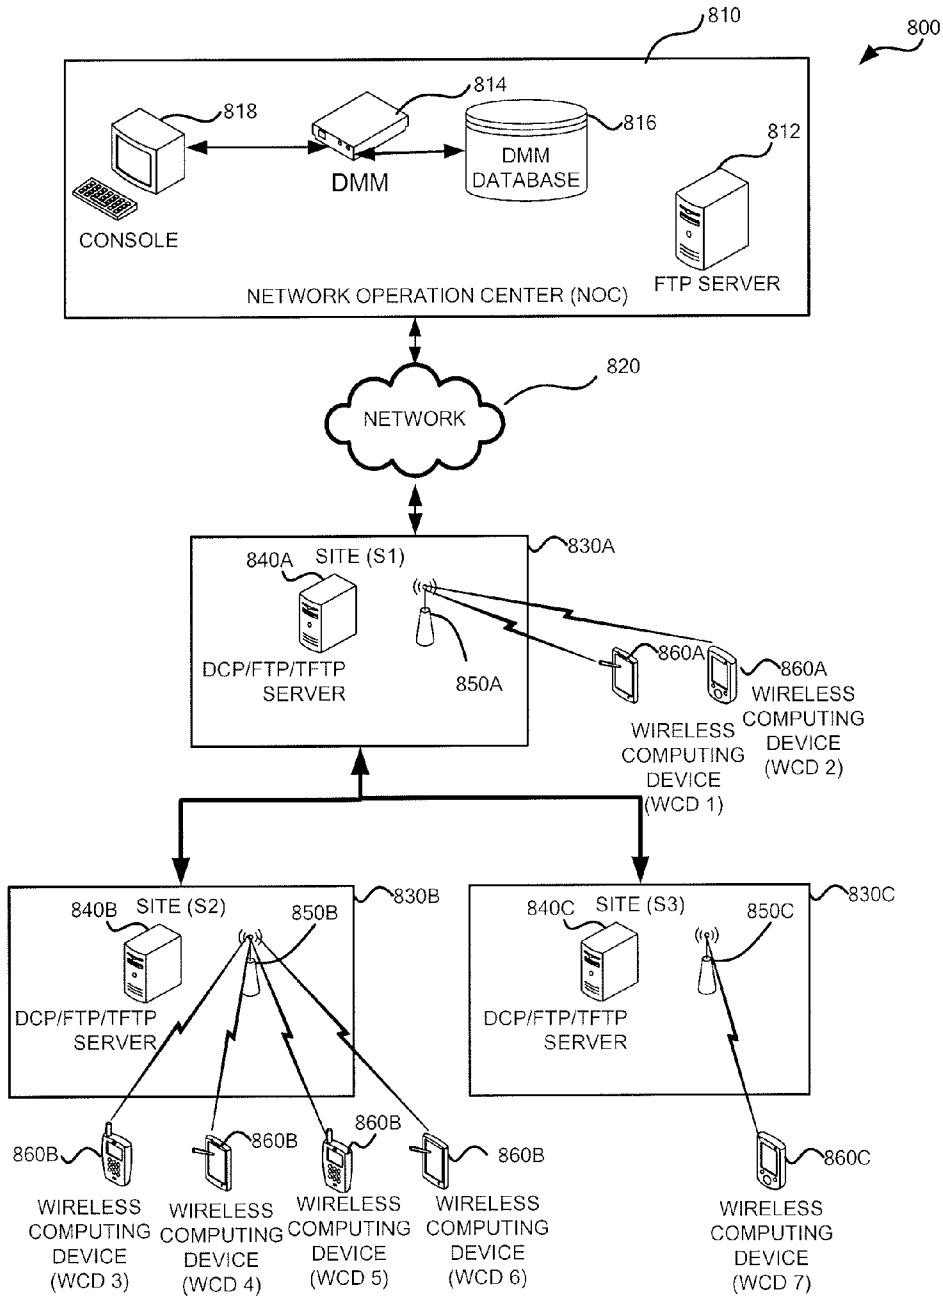 810
800
818
814
816
812
DMM
DATABASE
DMM
CONSOLE
FTP SERVER
NETWORK OPERATION CENTER (NOC)
820
NETWORK
830A
SITE (S1)
840A
860A
860A
850A
DCP/FTP/TFTP
SERVER
WIRELESS
COMPUTING
DEVICE
(WCD 1)
WIRELESS
COMPUTING
DEVICE
(WCD 2)
830B
SITE (S2)
840B
850B
DCP/FTP/TFTP
SERVER
830C
SITE (S3)
840C
850C
DCP/FTP/TFTP
SERVER
860B
860B
860B
860B
860C
WIRELESS
COMPUTING
DEVICE
(WCD 3)
WIRELESS
COMPUTING
DEVICE
(WCD 4)
WIRELESS
COMPUTING
DEVICE
(WCD 5)
WIRELESS
COMPUTING
DEVICE
(WCD 6)
WIRELESS
COMPUTING
DEVICE
(WCD 7)